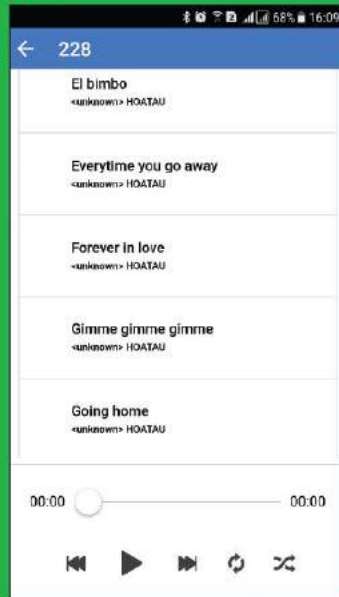 68% 16:09
228
El bimbo
<unknown> HOATAU
Everytime you go away
<unknown> HOATAU
Forever in love
<unknown> HOATAU
Gimme gimme gimme
<unknown> HOATAU
Going home
<unknown> HOATAU
00:00 00:00